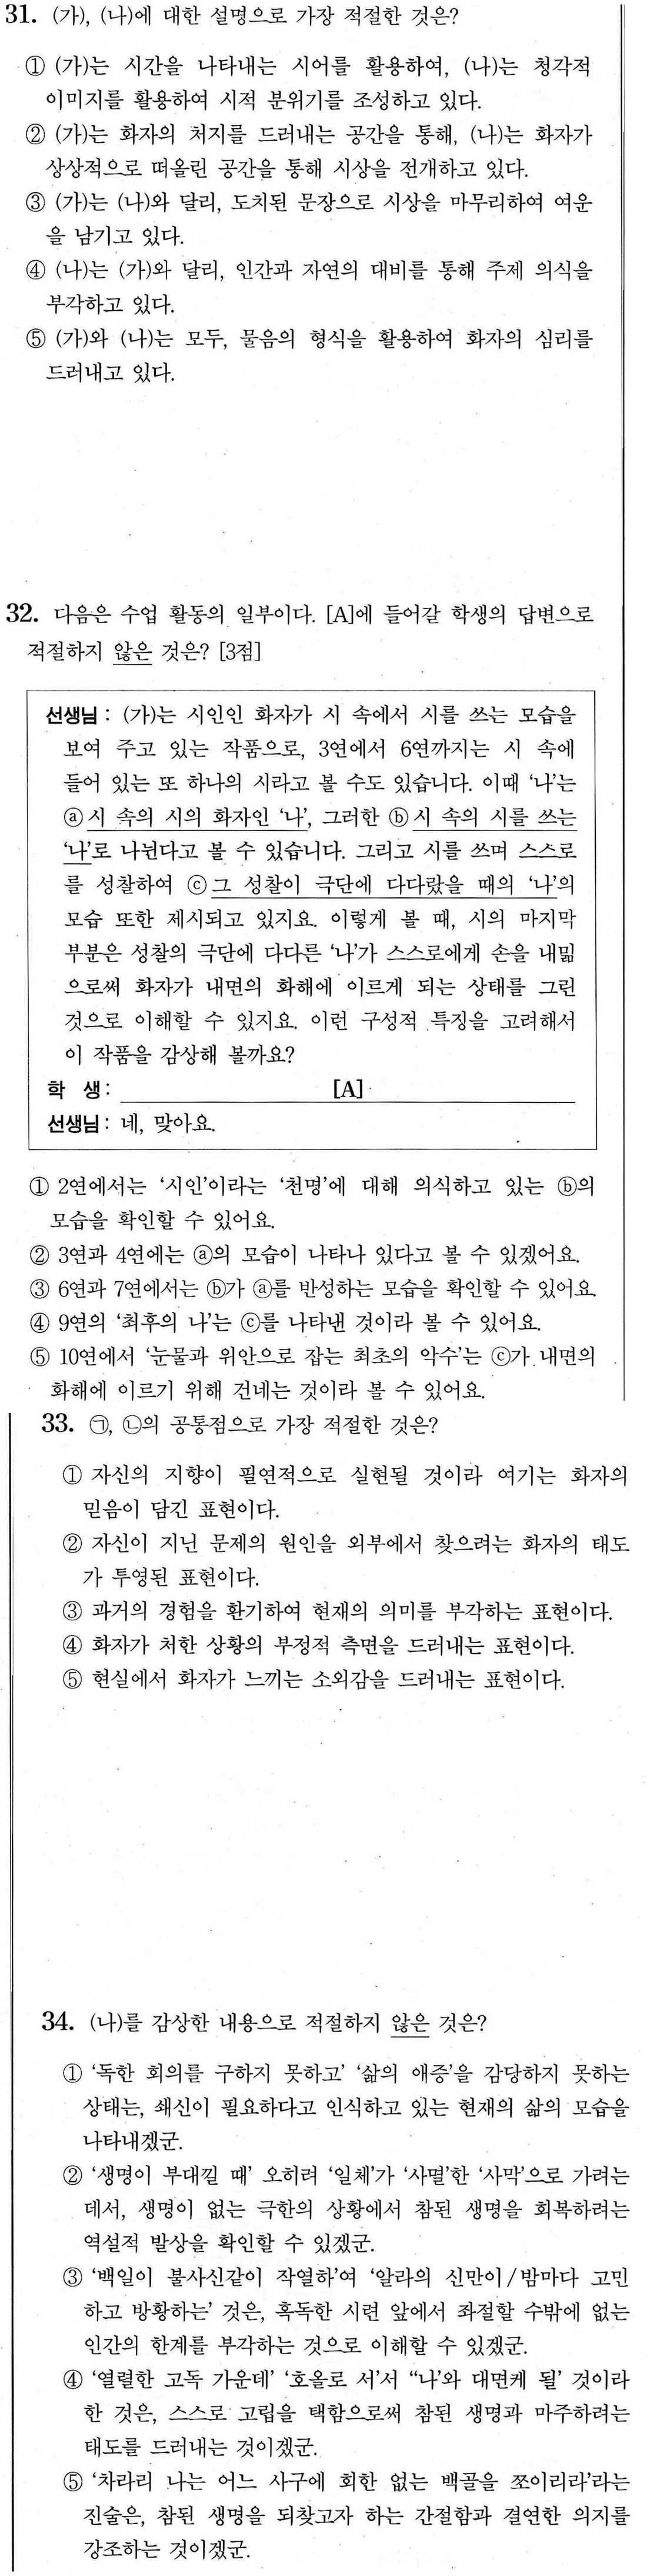 31. (가), (나)에 대한 설명으로 가장 적절한 것은?
① (가)는 시간을 나타내는 시어를 활용하여, (나)는 청각적
이미지를 활용하여 시적 분위기를 조성하고 있다.
② (가)는 화자의 처지를 드러내는 공간을 통해, (나)는 화자가
상상적으로 떠올린 공간을 통해 시상을 전개하고 있다.
③ (가)는 (나)와 달리, 도치된 문장으로 시상을 마무리하여 여운
을 남기고 있다.
④ (나)는 (가)와 달리, 인간과 자연의 대비를 통해 주제 의식을
부각하고 있다.
⑤ (가)와 (나)는 모두, 물음의 형식을 활용하여 화자의 심리를
드러내고 있다.
32. 다음은 수업 활동의 일부이다. [A]에 들어갈 학생의 답변으로
적절하지 않은 것은? [3점]
선생님 : (가)는 시인인 화자가 시 속에서 시를 쓰는 모습을
보여 주고 있는 작품으로, 3연에서 6연까지는 시 속에
들어 있는 또 하나의 시라고 볼 수도 있습니다. 이때 ‘나’는
ⓐ시 속의 시의 화자인 ‘나’, 그러한 ⓑ시 속의 시를 쓰는
‘나’로 나뉜다고 볼 수 있습니다. 그리고 시를 쓰며 스스로
를 성찰하여 ⓒ그 성찰이 극단에 다다랐을 때의 ‘나’의
모습 또한 제시되고 있지요. 이렇게 볼 때, 시의 마지막
부분은 성찰의 극단에 다다른 ‘나’가 스스로에게 손을 내밂
으로써 화자가 내면의 화해에 이르게 되는 상태를 그린
것으로 이해할 수 있지요. 이런 구성적 특징을 고려해서
이 작품을 감상해 볼까요?
학 생 : [A]
선생님 : 네, 맞아요.
① 2연에서는 ‘시인’이라는 ‘천명’에 대해 의식하고 있는 ⓑ의
모습을 확인할 수 있어요.
② 3연과 4연에는 ⓐ의 모습이 나타나 있다고 볼 수 있겠어요.
③ 6연과 7연에서는 ⓑ가 ⓐ를 반성하는 모습을 확인할 수 있어요.
④ 9연의 ‘최후의 나’는 ⓒ를 나타낸 것이라 볼 수 있어요.
⑤ 10연에서 ‘눈물과 위안으로 잡는 최초의 악수’는 ⓒ가 내면의
화해에 이르기 위해 건네는 것이라 볼 수 있어요.
33. ㉠, ㉡의 공통점으로 가장 적절한 것은?
① 자신의 지향이 필연적으로 실현될 것이라 여기는 화자의
믿음이 담긴 표현이다.
② 자신이 지닌 문제의 원인을 외부에서 찾으려는 화자의 태도
가 투영된 표현이다.
③ 과거의 경험을 환기하여 현재의 의미를 부각하는 표현이다.
④ 화자가 처한 상황의 부정적 측면을 드러내는 표현이다.
⑤ 현실에서 화자가 느끼는 소외감을 드러내는 표현이다.
34. (나)를 감상한 내용으로 적절하지 않은 것은?
① ‘독한 회의를 구하지 못하고’ ‘삶의 애증’을 감당하지 못하는
상태는, 쇄신이 필요하다고 인식하고 있는 현재의 삶의 모습을
나타내겠군.
② ‘생명이 부대낄 때’ 오히려 ‘일체’가 ‘사멸’한 ‘사막’으로 가려는
데서, 생명이 없는 극한의 상황에서 참된 생명을 회복하려는
역설적 발상을 확인할 수 있겠군.
③ ‘백일이 불사신같이 작열하’여 ‘알라의 신만이 / 밤마다 고민
하고 방황하는’ 것은, 혹독한 시련 앞에서 좌절할 수밖에 없는
인간의 한계를 부각하는 것으로 이해할 수 있겠군.
④ ‘열렬한 고독 가운데’ ‘호올로 서’서 “나’와 대면케 될’ 것이라
한 것은, 스스로 고립을 택함으로써 참된 생명과 마주하려는
태도를 드러내는 것이겠군.
⑤ ‘차라리 나는 어느 사구에 회한 없는 백골을 쪼이리라’라는
진술은, 참된 생명을 되찾고자 하는 간절함과 결연한 의지를
강조하는 것이겠군.